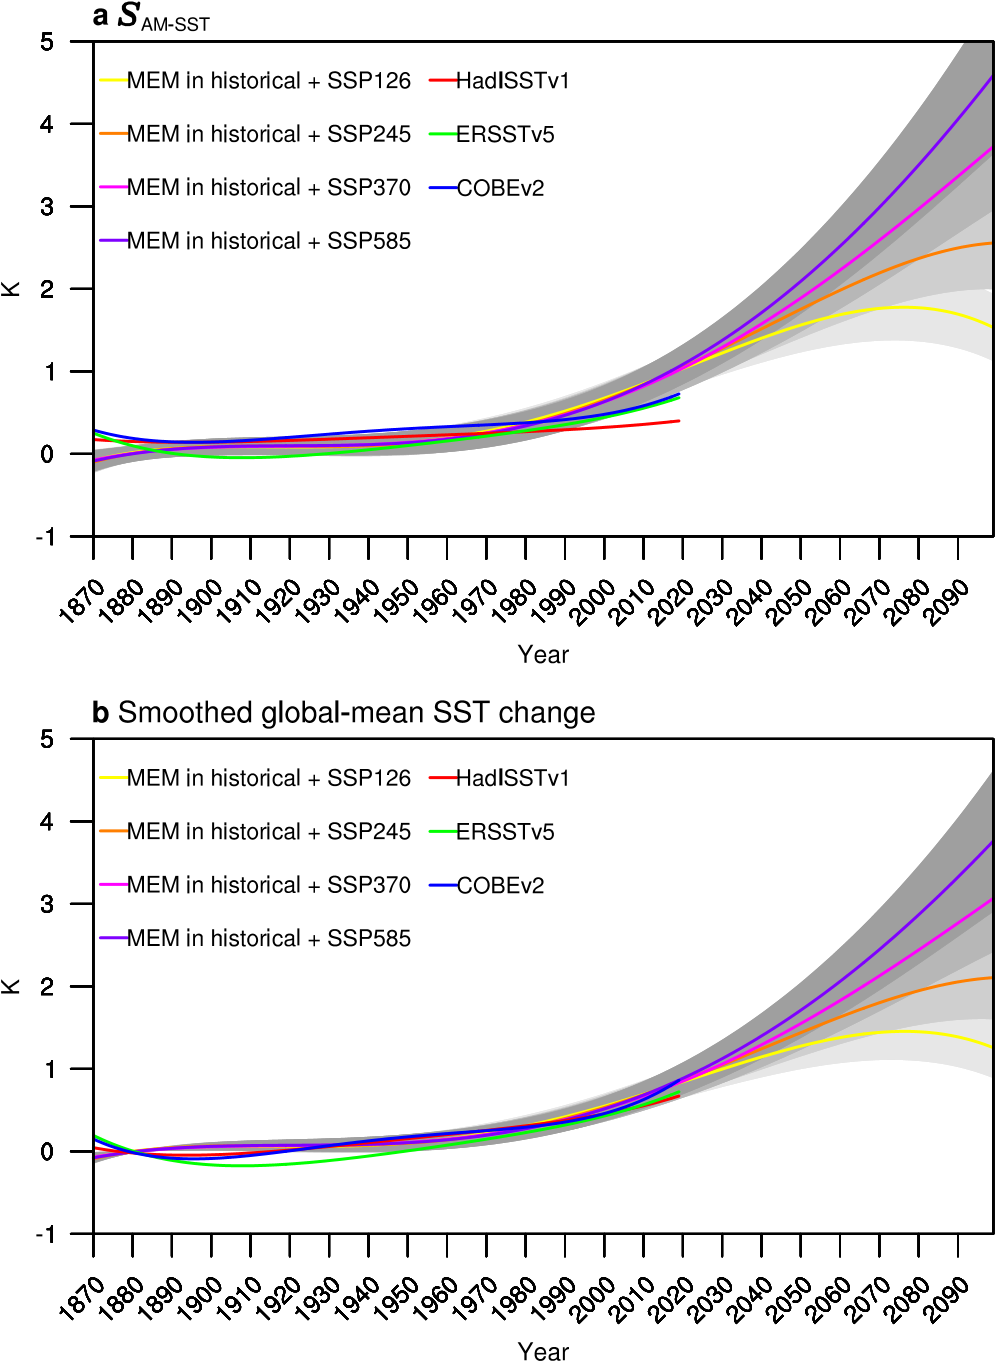 a S AM-SST
5
MEM in historical + SSP126 HadISSTv1
4
MEM in historical + SSP245 ERSSTv5
MEM in historical + SSP370 COBEv2
3
MEM in historical + SSP585
K
2
1
0
-1
1870 1880 1890 1900 1910 1920 1930 1940 1950 1960 1970 1980 1990 2000 2010 2020 2030 2040 2050 2060 2070 2080 2090
Year
b Smoothed global-mean SST change
5
MEM in historical + SSP126 HadISSTv1
4
MEM in historical + SSP245 ERSSTv5
MEM in historical + SSP370 COBEv2
3
MEM in historical + SSP585
K
2
1
0
-1
1870 1880 1890 1900 1910 1920 1930 1940 1950 1960 1970 1980 1990 2000 2010 2020 2030 2040 2050 2060 2070 2080 2090
Year